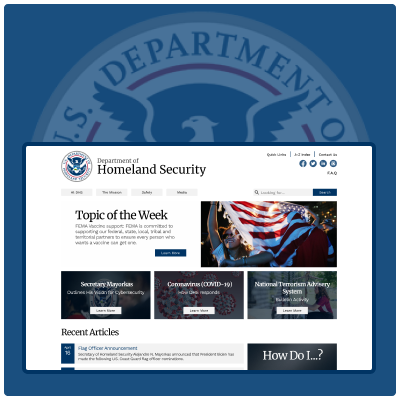 U.S. DEPARTMENT O
Quick Links
A-Z Index
Contact Us
Department of
Homeland Security
F.A.Q
At DHS
The Mission
Safety
Media
Looking for...
Search
Topic of the Week
FEMA Vaccine support: FEMA is committed to
supporting our federal, state, local, tribal and
territorial partners to ensure every person who
wants a vaccine can get one.
Learn More
Secretary Mayorkas
Outlines His Vision for Cybersecurity
Learn More
Coronavirus (COVID-19)
How DHS responds
Learn More
National Terrorism Advisery
System
Bulletin Activity
Learn More
Recent Articles
16
Flag Officer Announcement
Secretary of Homeland Security Alejandro N. Mayorkas announced that President Biden has
made the following U.S. Coast Guard flag officer nominations.
How Do I...?